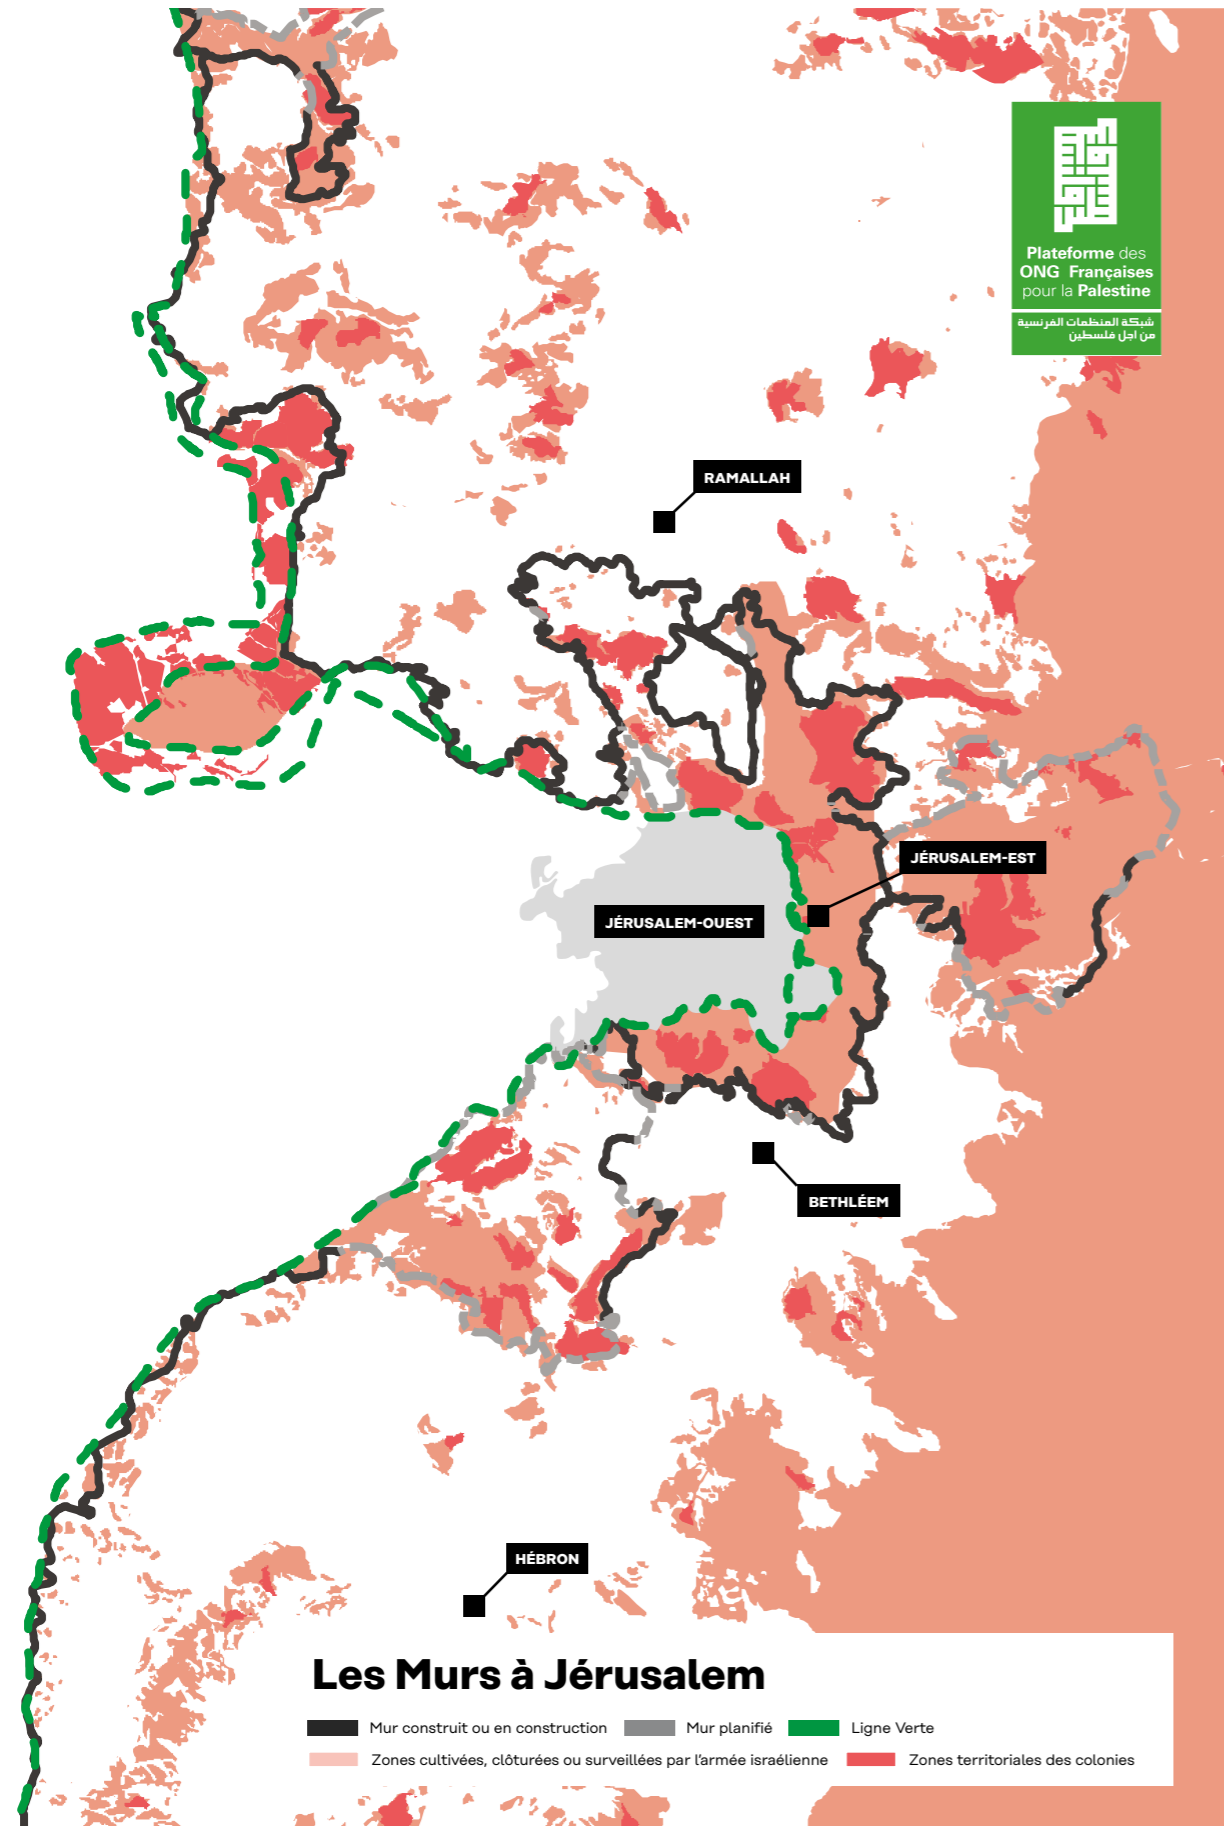 Plateforme des
ONG Françaises
pour la Palestine
شبكة المنظمات الفرنسية
من اجل فلسطين
RAMALLAH
JÉRUSALEM-EST
JÉRUSALEM-OUEST
BETHLÉEM
HÉBRON
Les Murs à Jérusalem
Mur construit ou en construction
Mur planifié
Ligne Verte
Zones cultivées, clôturées ou surveillées par l'armée israélienne
Zones territoriales des colonies